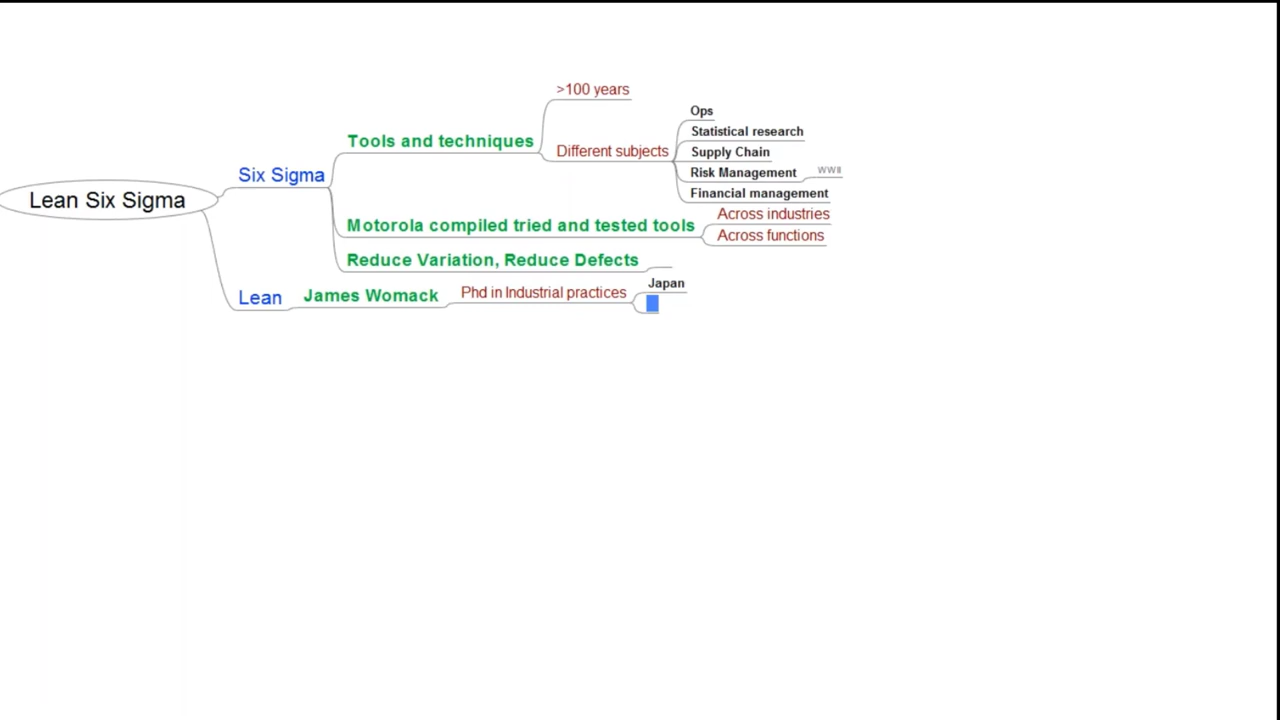 Lean Six Sigma
Six Sigma
Tools and techniques
>100 years
Different subjects
Ops
Statistical research
Supply Chain
Risk Management
WWII
Financial management
Motorola compiled tried and tested tools
Across industries
Across functions
Reduce Variation, Reduce Defects
Lean
James Womack
Phd in Industrial practices
Japan